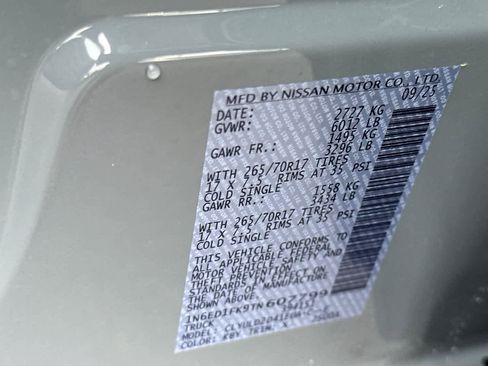 MFD BY NISSAN MOTOR CO., LTD.
DATE: 09/25
GVWR: 2727 KG
6012 LB
GAWR FR.: 1495 KG
3296 LB
WITH 265/70R17 TIRES
17 X 7.5 RIMS AT 35 PSI
COLD SINGLE
GAWR RR.: 1558 KG
3434 LB
WITH 265/70R17 TIRES
17 X 7.5 RIMS AT 35 PSI
COLD SINGLE
THIS VEHICLE CONFORMS TO
ALL APPLICABLE FEDERAL
MOTOR VEHICLE SAFETY AND
THEFT PREVENTION
STANDARDS IN EFFECT ON
THE DATE OF MANUFACTURE
SHOWN ABOVE.
TRUCK
COLOR: KBY TRIM: X